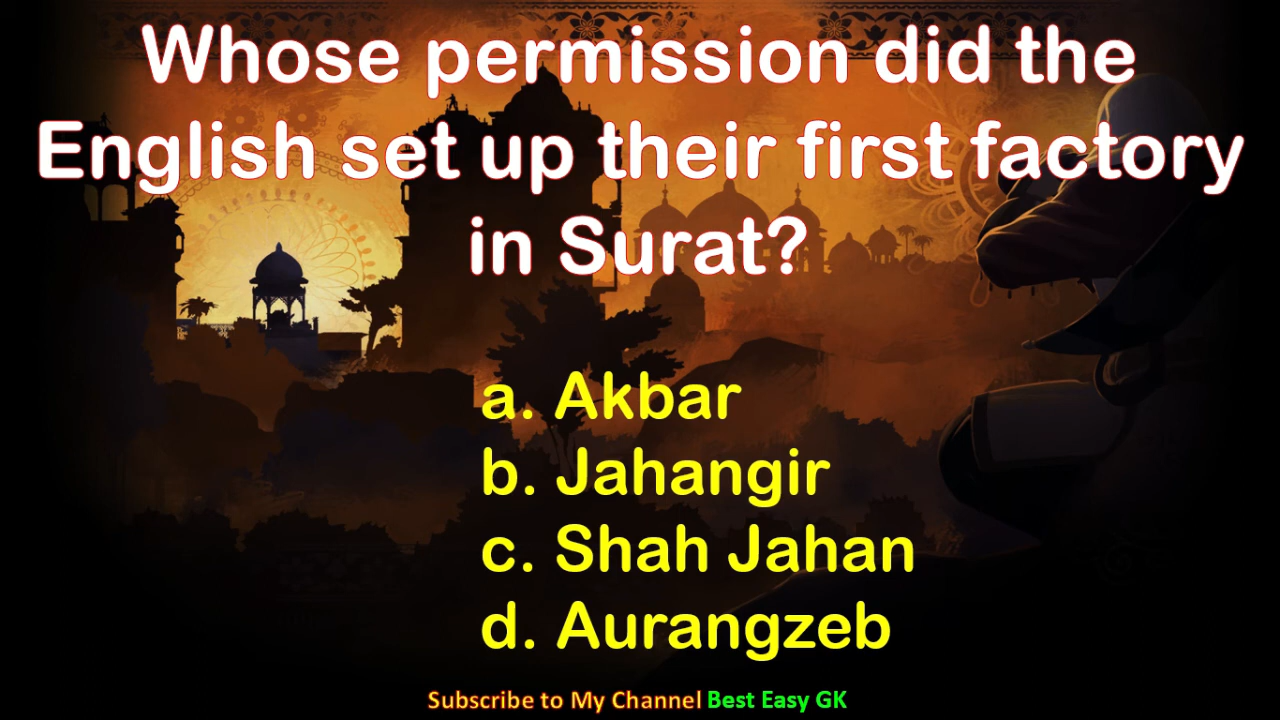 Whose permission did the
English set up their first factory
in Surat?
a. Akbar
b. Jahangir
c. Shah Jahan
d. Aurangzeb
Subscribe to My Channel Best Easy GK